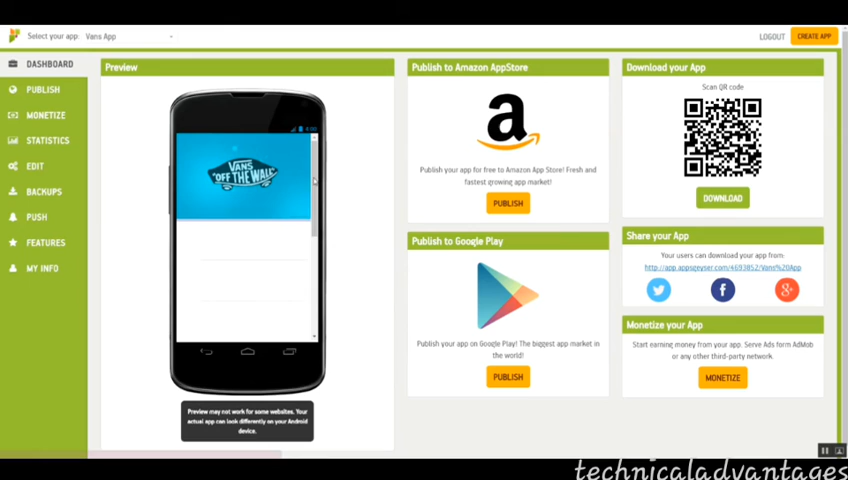 Select your app: Vans App
LOGOUT
CREATE APP
DASHBOARD
PUBLISH
MONETIZE
STATISTICS
EDIT
BACKUPS
PUSH
FEATURES
MY INFO
Preview
VANS
"OFF THE WALL"
Preview may not work for some websites. Your
actual app can look differently on your Android
device.
Publish to Amazon AppStore
a
Publish your app for free to Amazon App Store! Fresh and
fastest growing app market!
PUBLISH
Publish to Google Play
Publish your app on Google Play! The biggest app market in
the world!
PUBLISH
Download your App
Scan QR code
DOWNLOAD
Share your App
Your users can download your app from:
http://app.appsgeyser.com/4693852/Vans%20App
Monetize your App
Start earning money from your app. Serve Ads form AdMob
or any other third-party network.
MONETIZE
technicaladvantages